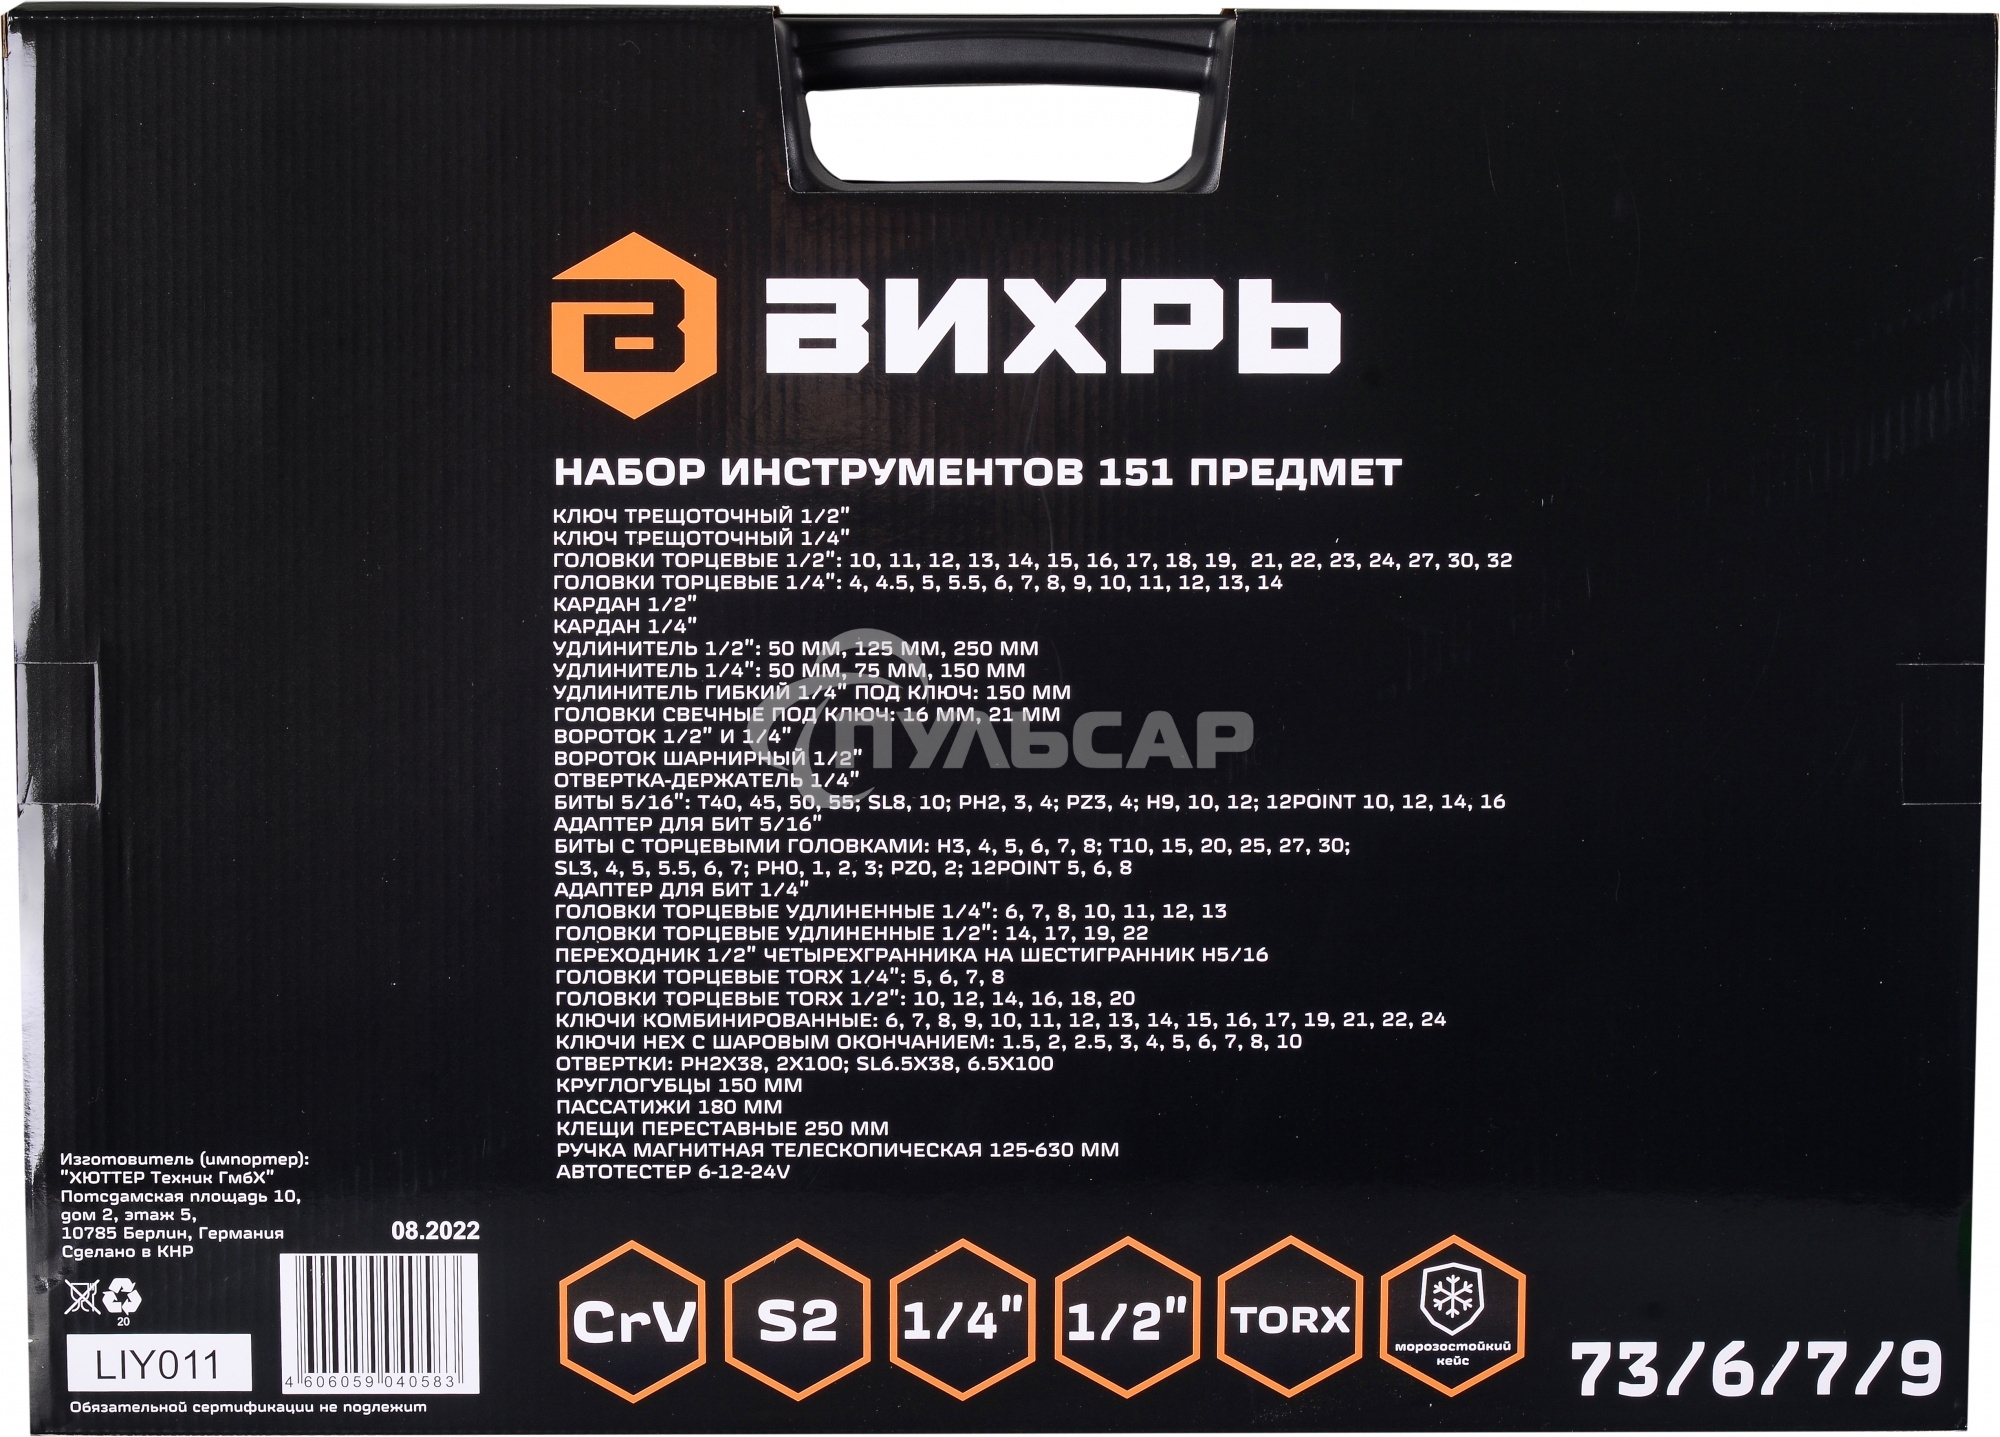 ВИХРЬ
НАБОР ИНСТРУМЕНТОВ 151 ПРЕДМЕТ
КЛЮЧ ТРЕЩОТОЧНЫЙ 1/2"
КЛЮЧ ТРЕЩОТОЧНЫЙ 1/4"
ГОЛОВКИ ТОРЦЕВЫЕ 1/2": 10, 11, 12, 13, 14, 15, 16, 17, 18, 19, 21, 22, 23, 24, 27, 30, 32
ГОЛОВКИ ТОРЦЕВЫЕ 1/4": 4, 4.5, 5, 5.5, 6, 7, 8, 9, 10, 11, 12, 13, 14
КАРДАН 1/2"
КАРДАН 1/4"
УДЛИНИТЕЛЬ 1/2": 50 ММ, 125 ММ, 250 ММ
УДЛИНИТЕЛЬ 1/4": 50 ММ, 75 ММ, 150 ММ
УДЛИНИТЕЛЬ ГИБКИЙ 1/4" ПОД КЛЮЧ: 150 ММ
ГОЛОВКИ СВЕЧНЫЕ ПОД КЛЮЧ: 16 ММ, 21 ММ
ПУЛЬСАР
ВОРОТОК 1/2" И 1/4"
ВОРОТОК ШАРНИРНЫЙ 1/2"
ОТВЕРТКА-ДЕРЖАТЕЛЬ 1/4"
БИТЫ 5/16": T40, 45, 50, 55; SL8, 10; PH2, 3, 4; PZ3, 4; H9, 10, 12; 12POINT 10, 12, 14, 16
АДАПТЕР ДЛЯ БИТ 5/16"
БИТЫ С ТОРЦЕВЫМИ ГОЛОВКАМИ: H3, 4, 5, 6, 7, 8; T10, 15, 20, 25, 27, 30;
SL3, 4, 5, 5.5, 6, 7; PH0, 1, 2, 3; PZ0, 2; 12POINT 5, 6, 8
АДАПТЕР ДЛЯ БИТ 1/4"
ГОЛОВКИ ТОРЦЕВЫЕ УДЛИНЕННЫЕ 1/4": 6, 7, 8, 10, 11, 12, 13
ГОЛОВКИ ТОРЦЕВЫЕ УДЛИНЕННЫЕ 1/2": 14, 17, 19, 22
ПЕРЕХОДНИК 1/2" ЧЕТЫРЕХГРАННИКА НА ШЕСТИГРАННИК H5/16
ГОЛОВКИ ТОРЦЕВЫЕ TORX 1/4": 5, 6, 7, 8
ГОЛОВКИ ТОРЦЕВЫЕ TORX 1/2": 10, 12, 14, 16, 18, 20
КЛЮЧИ КОМБИНИРОВАННЫЕ: 6, 7, 8, 9, 10, 11, 12, 13, 14, 15, 16, 17, 19, 21, 22, 24
КЛЮЧИ HEX С ШАРОВЫМ ОКОНЧАНИЕМ: 1.5, 2, 2.5, 3, 4, 5, 6, 7, 8, 10
ОТВЕРТКИ: PH2X38, 2X100; SL6.5X38, 6.5X100
КРУГЛОГУБЦЫ 150 ММ
ПАССАТИЖИ 180 ММ
КЛЕЩИ ПЕРЕСТАВНЫЕ 250 ММ
РУЧКА МАГНИТНАЯ ТЕЛЕСКОПИЧЕСКАЯ 125-630 ММ
АВТОТЕСТЕР 6-12-24V
Изготовитель (импортер):
"ХЮТТЕР Техник ГмбХ"
Потсдамская площадь 10,
дом 2, этаж 5,
10785 Берлин, Германия
Сделано в КНР
08.2022
20
LIY011
4 606059 040583
Обязательной сертификации не подлежит
CrV
S2
1/4"
1/2"
TORX
морозостойкий
кейс
73/6/7/9